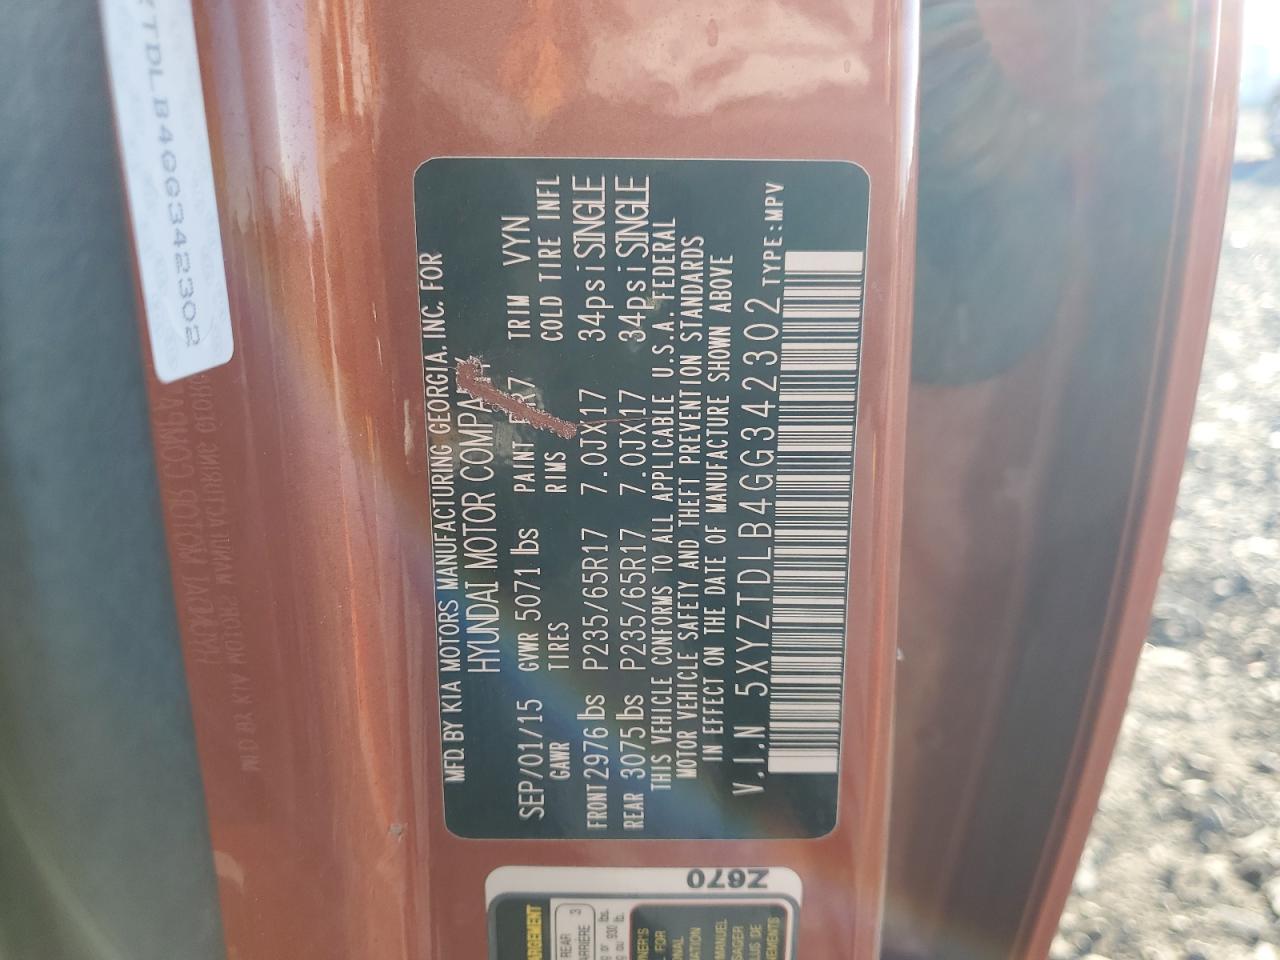 MFD. BY KIA MOTORS MANUFACTURING GEORGIA, INC. FOR
HYUNDAI MOTOR COMPANY
SEP/01/15 GVWR 5071 lbs PAINT TRIM VYN
GAWR TIRES RIMS COLD TIRE INFL
FRONT 2976 lbs P235/65R17 7.0JX17 34psi SINGLE
REAR 3075 lbs P235/65R17 7.0JX17 34psi SINGLE
THIS VEHICLE CONFORMS TO ALL APPLICABLE U.S.A. FEDERAL
MOTOR VEHICLE SAFETY AND THEFT PREVENTION STANDARDS
IN EFFECT ON THE DATE OF MANUFACTURE SHOWN ABOVE
V.I.N 5XYZTDLB4GG342302 TYPE:MPV
TDLB4GG342302
Z670
REAR 3